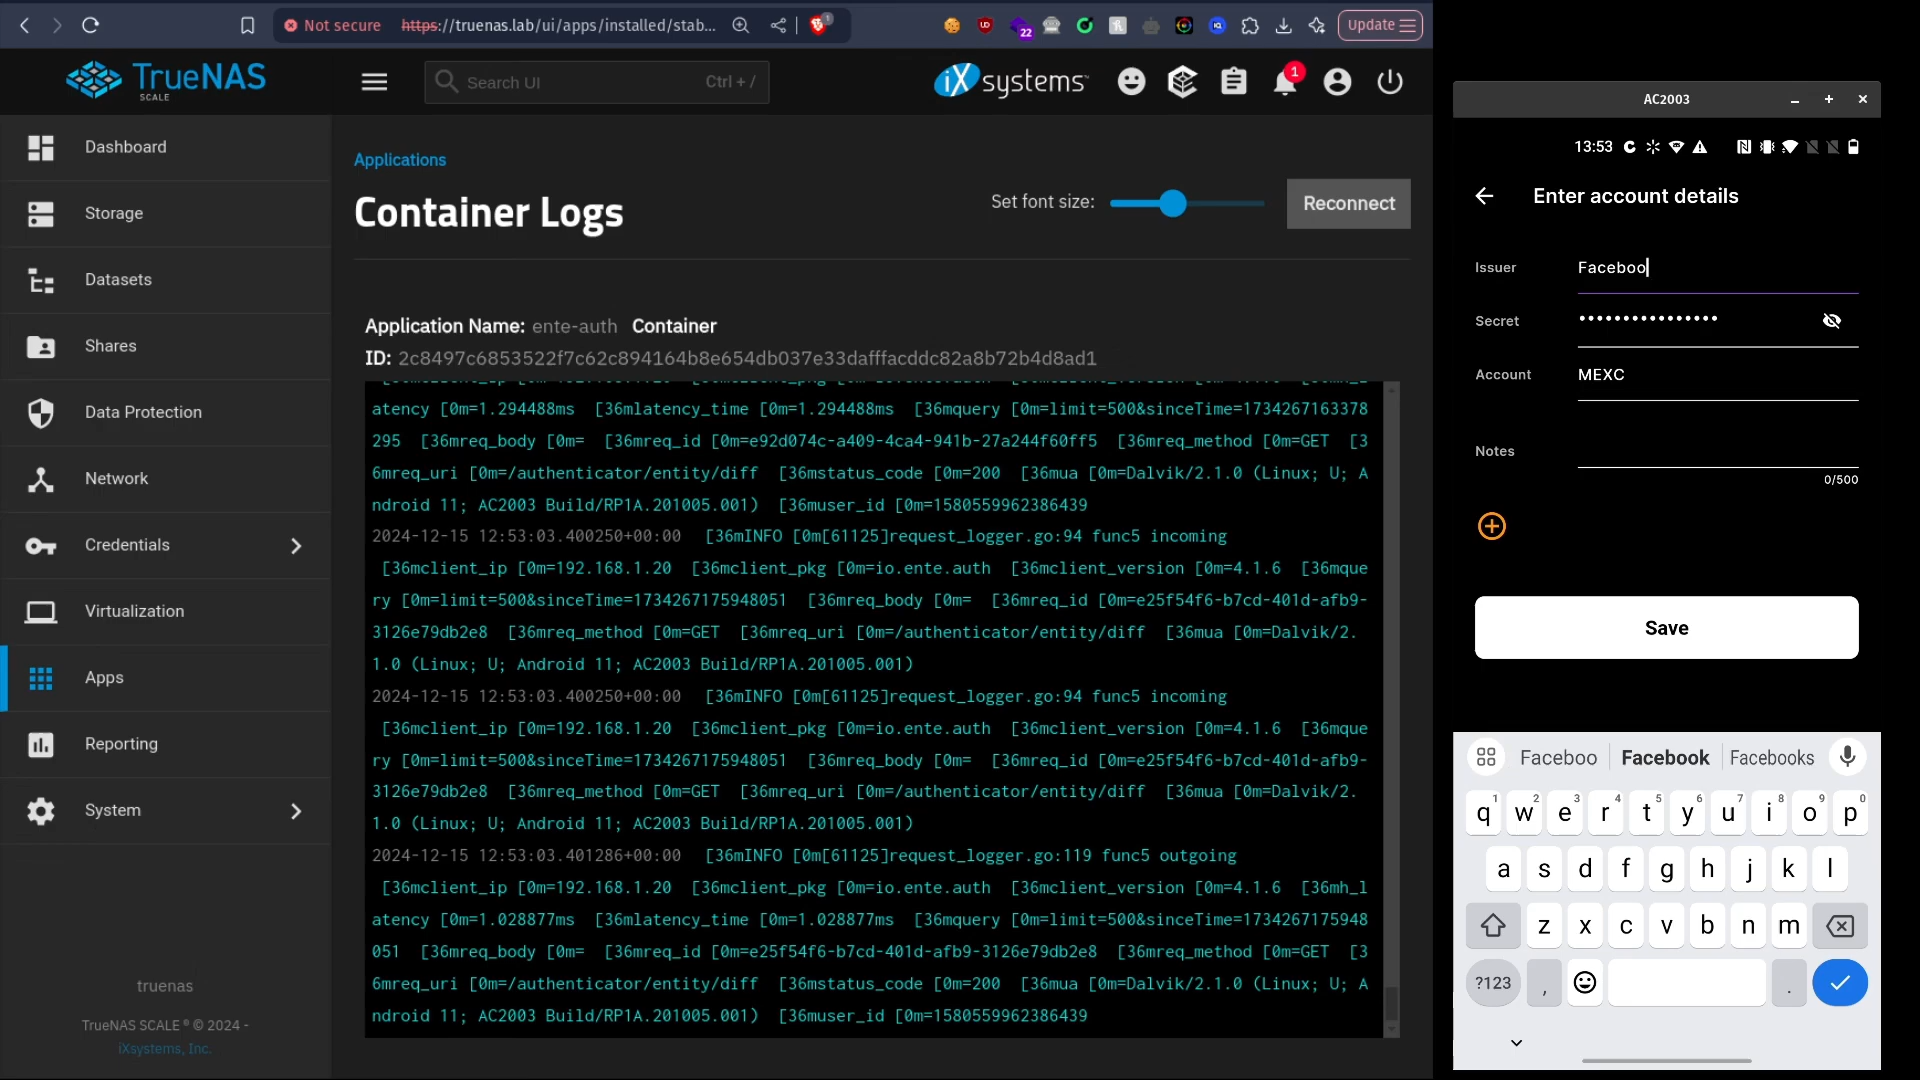 Not secure
https://truenas.lab/ui/apps/installed/stab...
22
Update
TrueNAS
SCALE
Search UI
Ctrl + /
iXsystems
1
Dashboard
Storage
Datasets
Shares
Data Protection
Network
Credentials
Virtualization
Apps
Reporting
System
truenas
TrueNAS SCALE ® © 2024 -
iXsystems, Inc.
Applications
Container Logs
Set font size:
Reconnect
Application Name: ente-auth Container
ID: 2c8497c6853522f7c62c894164b8e654db037e33dafffacddc82a8b72b4d8ad1
atency [0m=1.294488ms [36mlatency_time [0m=1.294488ms [36mquery [0m=limit=500&sinceTime=1734267163378
295 [36mreq_body [0m= [36mreq_id [0m=e92d074c-a409-4ca4-941b-27a244f60ff5 [36mreq_method [0m=GET [3
6mreq_uri [0m=/authenticator/entity/diff [36mstatus_code [0m=200 [36mua [0m=Dalvik/2.1.0 (Linux; U; A
ndroid 11; AC2003 Build/RP1A.201005.001) [36muser_id [0m=1580559962386439
2024-12-15 12:53:03.400250+00:00 [36mINFO [0m[61125]request_logger.go:94 func5 incoming
[36mclient_ip [0m=192.168.1.20 [36mclient_pkg [0m=io.ente.auth [36mclient_version [0m=4.1.6 [36mque
ry [0m=limit=500&sinceTime=1734267175948051 [36mreq_body [0m= [36mreq_id [0m=e25f54f6-b7cd-401d-afb9-
3126e79db2e8 [36mreq_method [0m=GET [36mreq_uri [0m=/authenticator/entity/diff [36mua [0m=Dalvik/2.
1.0 (Linux; U; Android 11; AC2003 Build/RP1A.201005.001)
2024-12-15 12:53:03.400250+00:00 [36mINFO [0m[61125]request_logger.go:94 func5 incoming
[36mclient_ip [0m=192.168.1.20 [36mclient_pkg [0m=io.ente.auth [36mclient_version [0m=4.1.6 [36mque
ry [0m=limit=500&sinceTime=1734267175948051 [36mreq_body [0m= [36mreq_id [0m=e25f54f6-b7cd-401d-afb9-
3126e79db2e8 [36mreq_method [0m=GET [36mreq_uri [0m=/authenticator/entity/diff [36mua [0m=Dalvik/2.
1.0 (Linux; U; Android 11; AC2003 Build/RP1A.201005.001)
2024-12-15 12:53:03.401286+00:00 [36mINFO [0m[61125]request_logger.go:119 func5 outgoing
[36mclient_ip [0m=192.168.1.20 [36mclient_pkg [0m=io.ente.auth [36mclient_version [0m=4.1.6 [36mh_l
atency [0m=1.028877ms [36mlatency_time [0m=1.028877ms [36mquery [0m=limit=500&sinceTime=1734267175948
051 [36mreq_body [0m= [36mreq_id [0m=e25f54f6-b7cd-401d-afb9-3126e79db2e8 [36mreq_method [0m=GET [3
6mreq_uri [0m=/authenticator/entity/diff [36mstatus_code [0m=200 [36mua [0m=Dalvik/2.1.0 (Linux; U; A
ndroid 11; AC2003 Build/RP1A.201005.001) [36muser_id [0m=1580559962386439
AC2003
13:53
Enter account details
Issuer Faceboo
Secret ••••••••••••••••
Account MEXC
Notes
0/500
Save
Faceboo Facebook Facebooks
1 2 3 4 5 6 7 8 9 0
q w e r t y u i o p
a s d f g h j k l
z x c v b n m
?123 , .